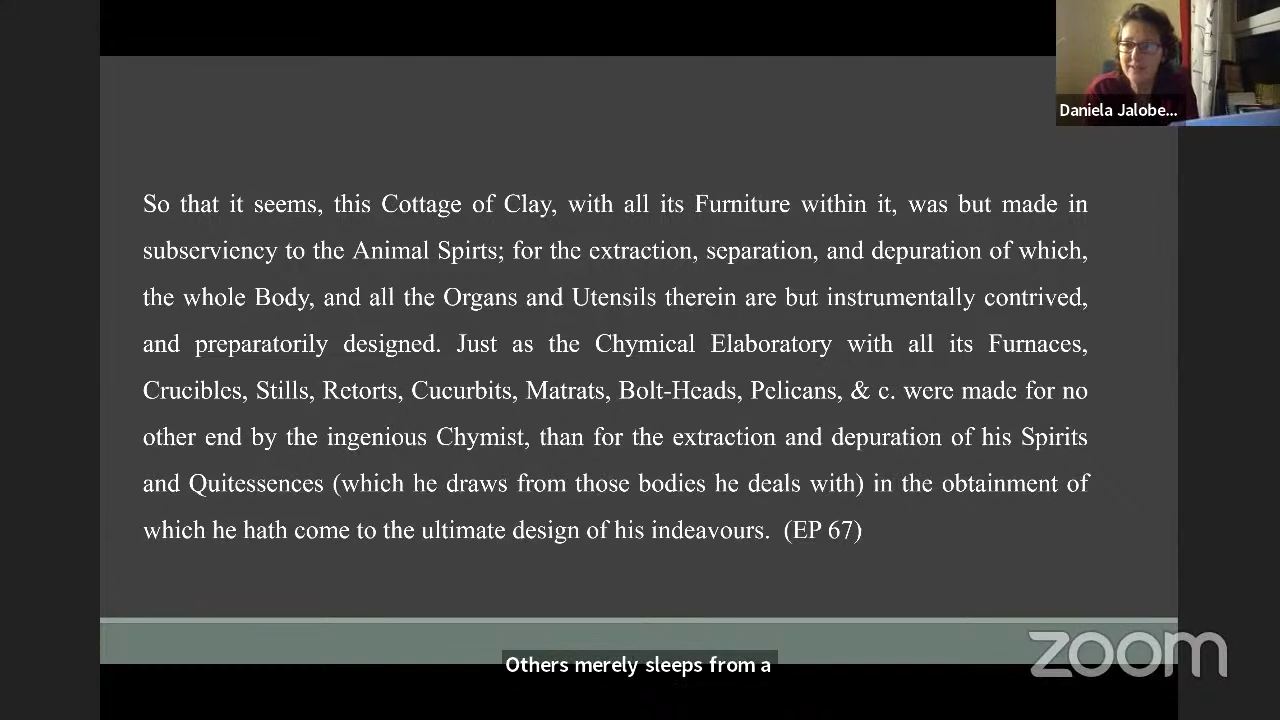 Daniela Jalobe...
So that it seems, this Cottage of Clay, with all its Furniture within it, was but made in
subserviency to the Animal Spirts; for the extraction, separation, and depuration of which,
the whole Body, and all the Organs and Utensils therein are but instrumentally contrived,
and preparatorily designed. Just as the Chymical Elaboratory with all its Furnaces,
Crucibles, Stills, Retorts, Cucurbits, Matrats, Bolt-Heads, Pelicans, & c. were made for no
other end by the ingenious Chymist, than for the extraction and depuration of his Spirits
and Quitessences (which he draws from those bodies he deals with) in the obtainment of
which he hath come to the ultimate design of his indeavours. (EP 67)
zoom
Others merely sleeps from a